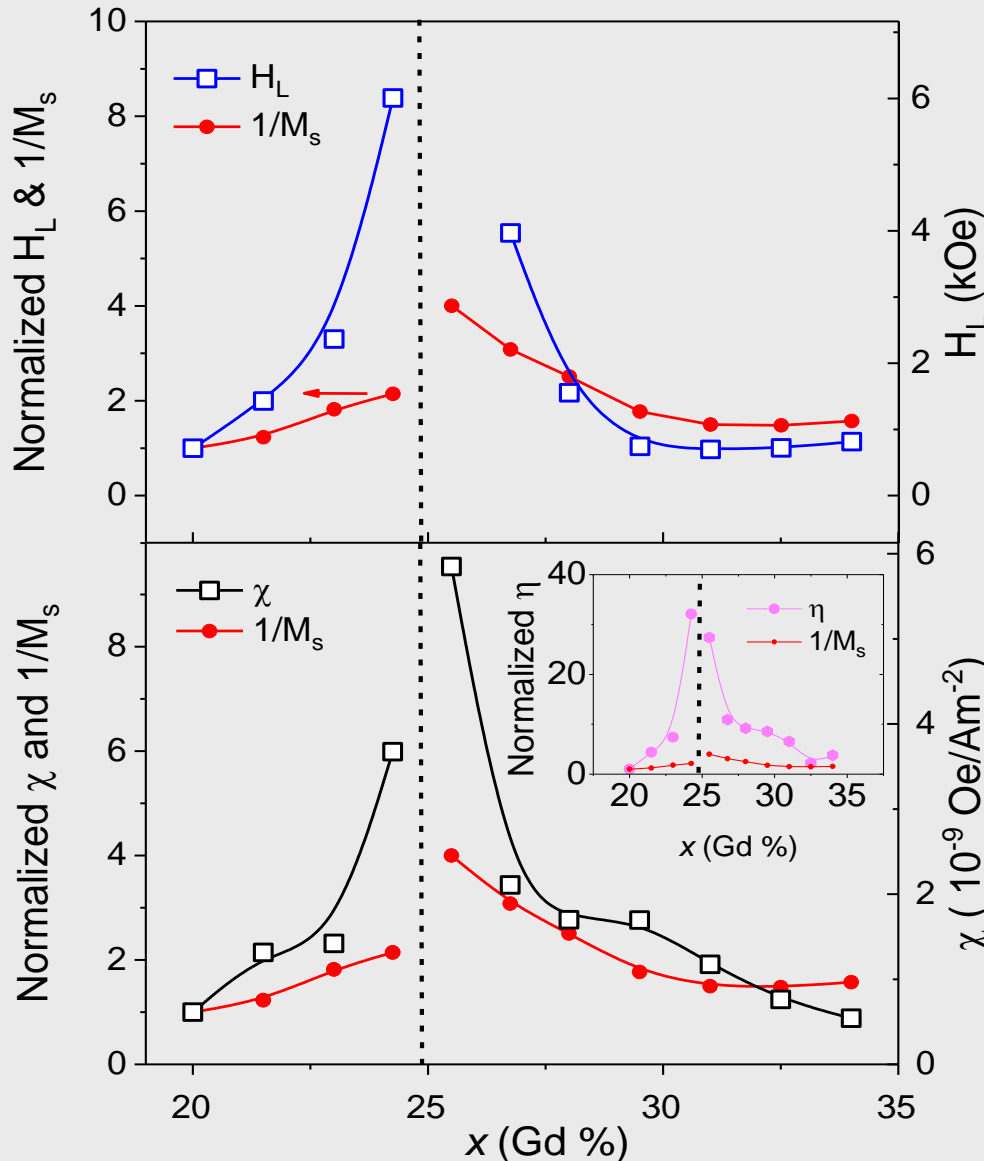 Normalized H_L & 1/M_s
10
8
6
4
2
0
H_L
1/M_s
6
4
2
0
H_L (kOe)
Normalized χ and 1/M_s
8
6
4
2
0
χ
1/M_s
Normalized η
40
20
0
η
1/M_s
20 25 30 35
x (Gd %)
6
4
2
0
χ ( 10^-9 Oe/Am^-2)
20 25 30 35
x (Gd %)